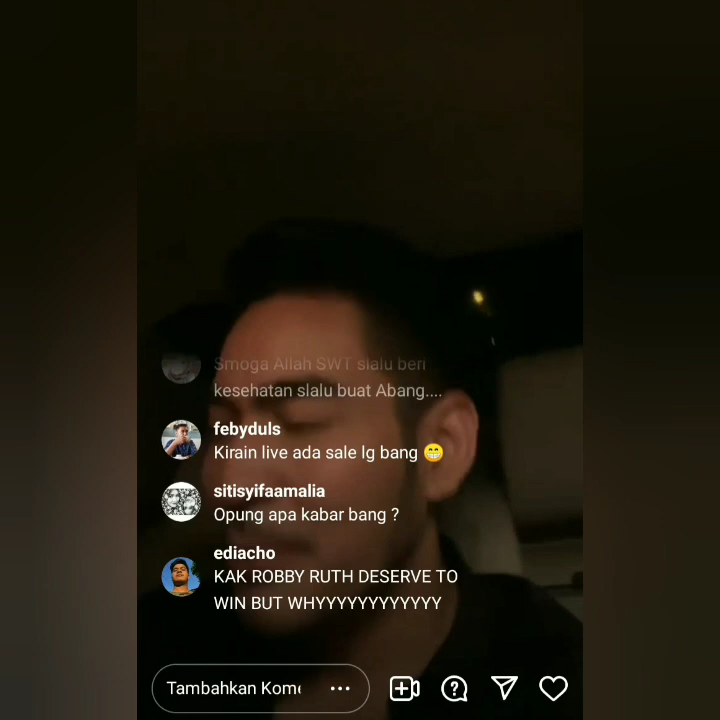 Smoga Allah SWT slalu beri
kesehatan slalu buat Abang....
febyduls
Kirain live ada sale lg bang 😁
sitisyifaamalia
Opung apa kabar bang ?
ediacho
KAK ROBBY RUTH DESERVE TO
WIN BUT WHYYYYYYYYYYYY
Tambahkan Kome